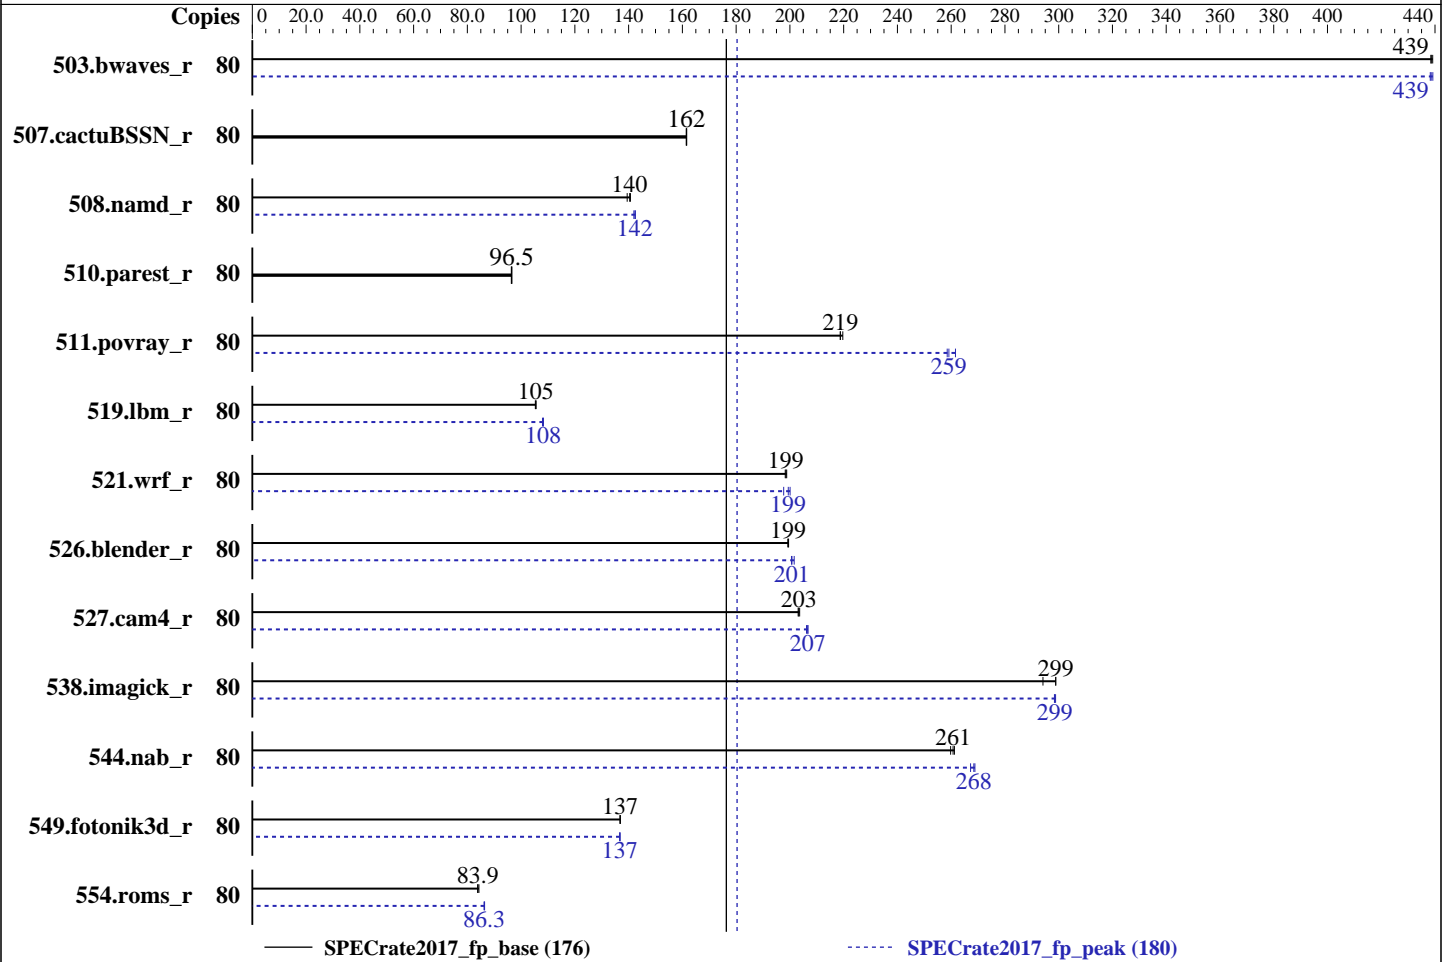 Copies 0 20.0 40.0 60.0 80.0 100 120 140 160 180 200 220 240 260 280 300 320 340 360 380 400 440
439
503.bwaves_r 80
439
162
507.cactuBSSN_r 80
140
508.namd_r 80
142
96.5
510.parest_r 80
219
511.povray_r 80
259
105
519.lbm_r 80
108
199
521.wrf_r 80
199
199
526.blender_r 80
201
203
527.cam4_r 80
207
299
538.imagick_r 80
299
261
544.nab_r 80
268
137
549.fotonik3d_r 80
137
83.9
554.roms_r 80
86.3
SPECrate2017_fp_base (176) SPECrate2017_fp_peak (180)